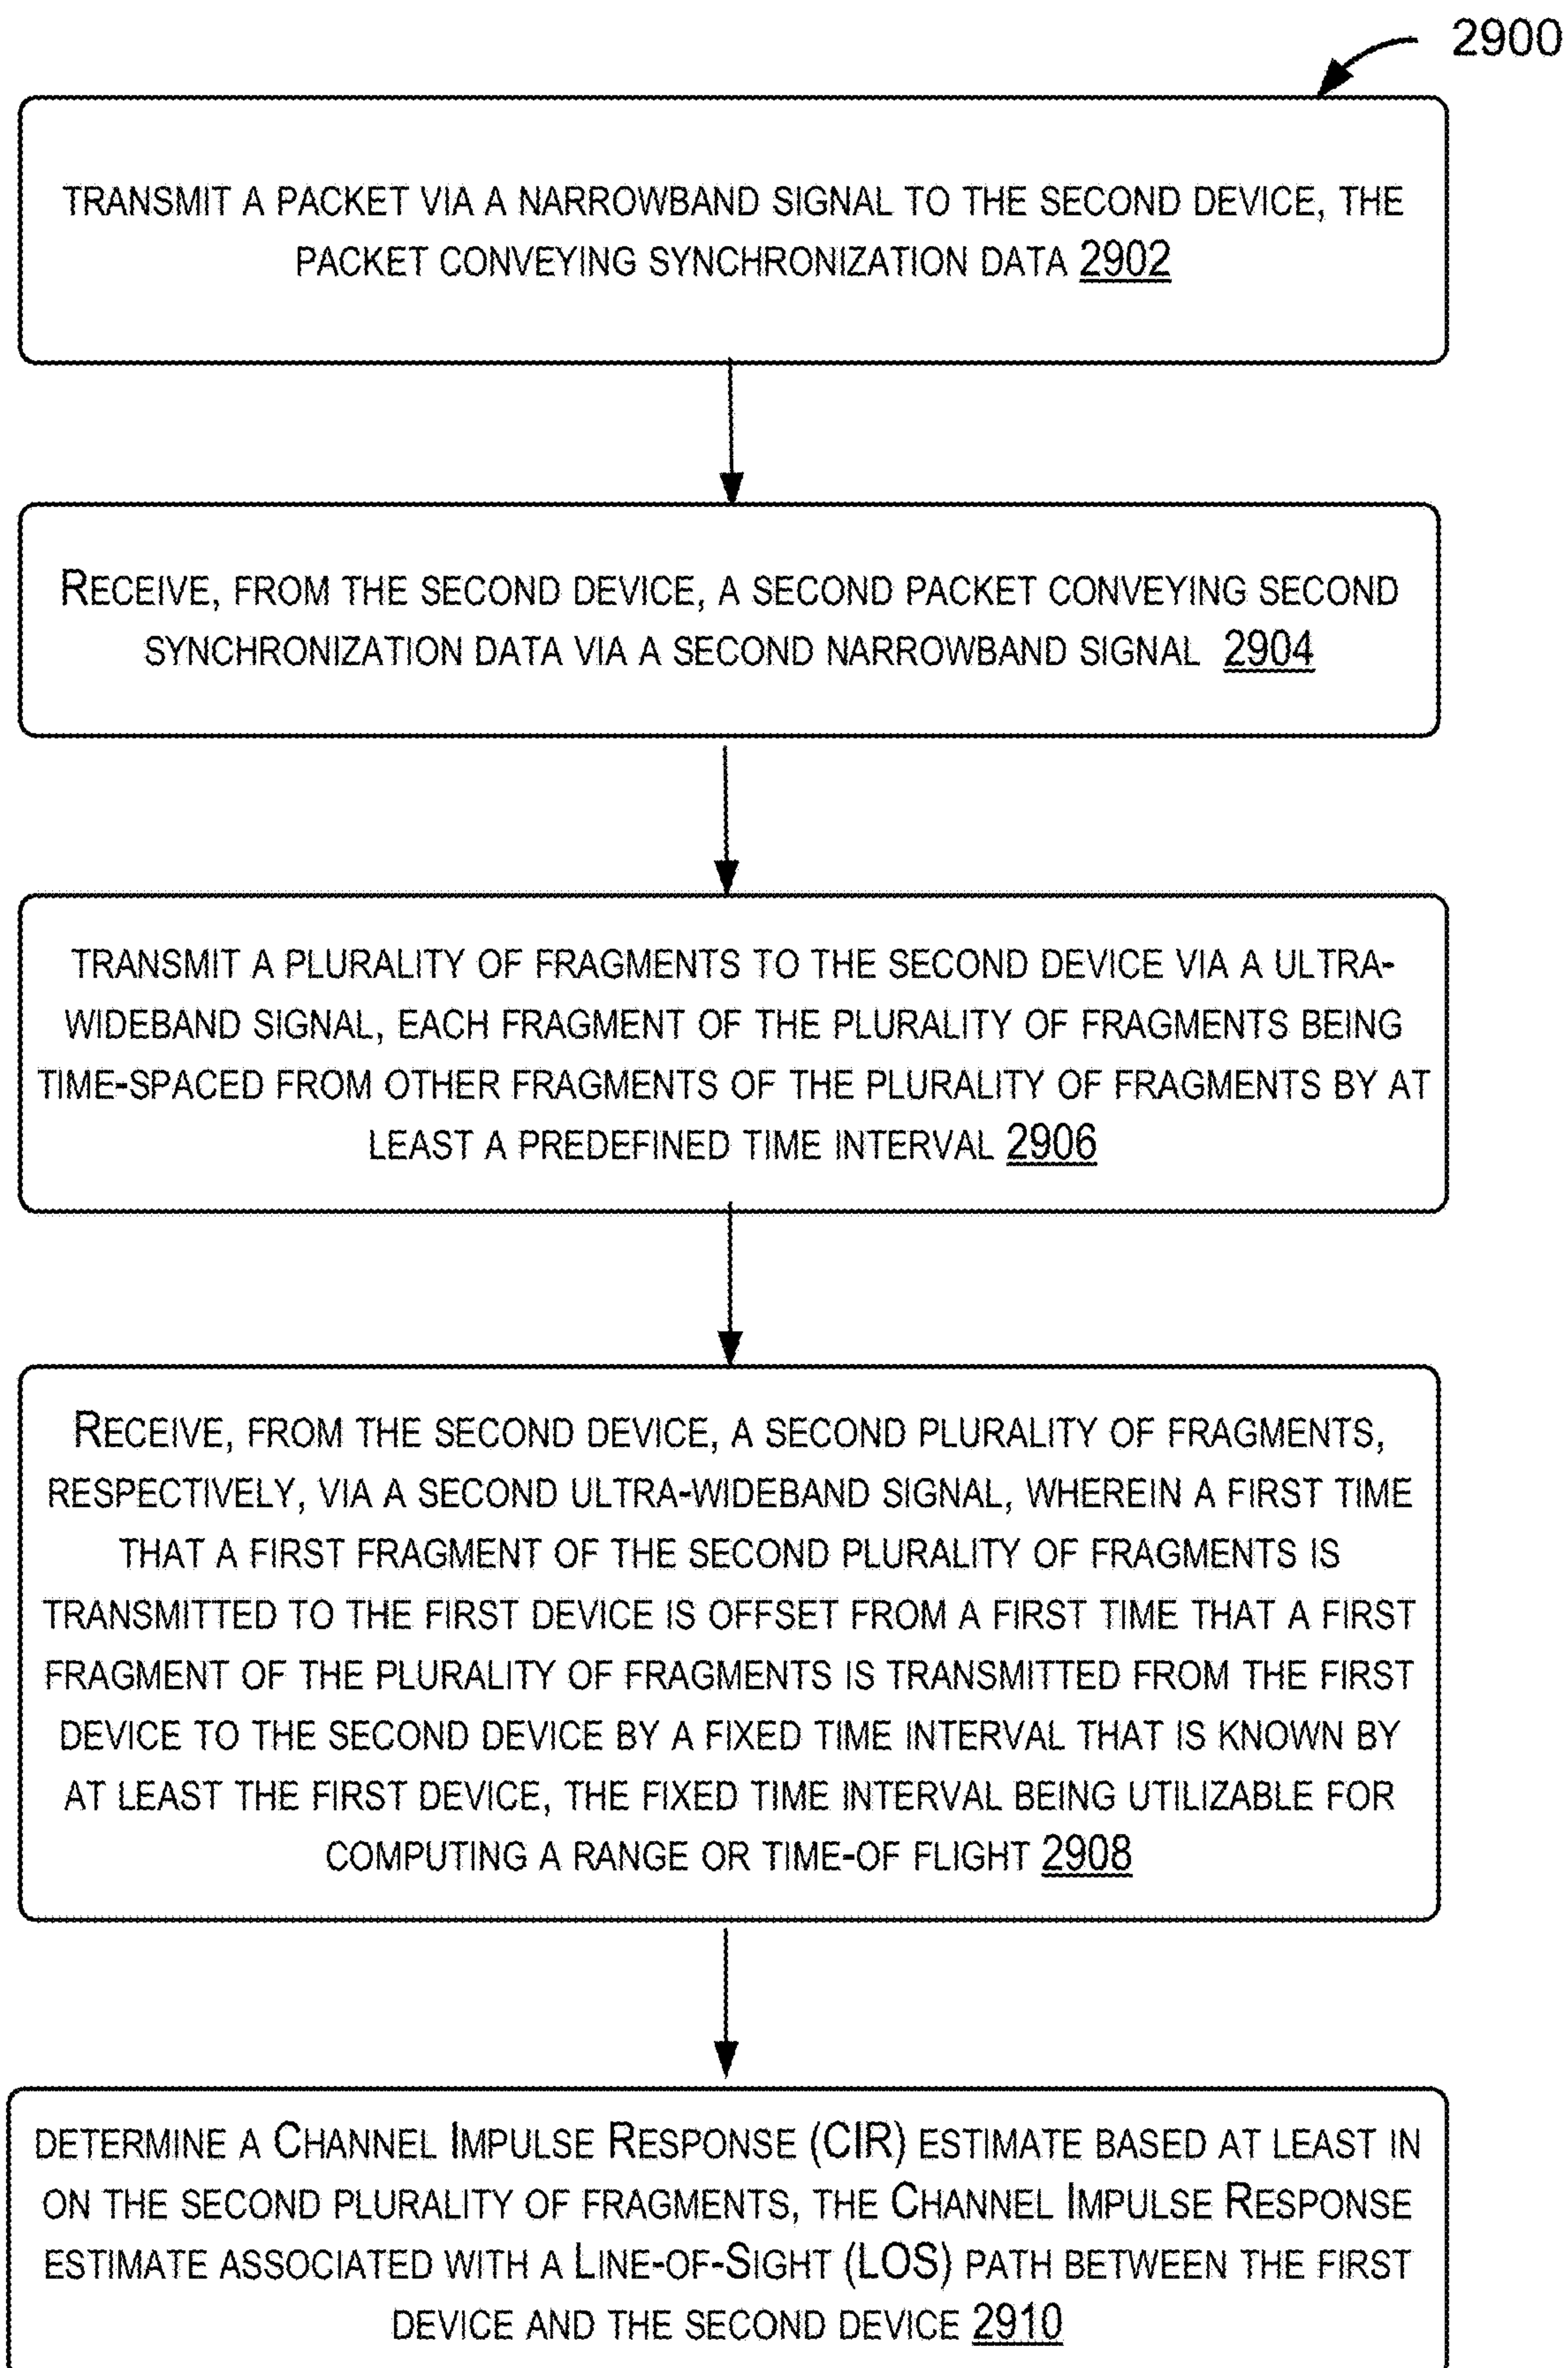 2900
TRANSMIT A PACKET VIA A NARROWBAND SIGNAL TO THE SECOND DEVICE, THE
PACKET CONVEYING SYNCHRONIZATION DATA 2902
RECEIVE, FROM THE SECOND DEVICE, A SECOND PACKET CONVEYING SECOND
SYNCHRONIZATION DATA VIA A SECOND NARROWBAND SIGNAL 2904
TRANSMIT A PLURALITY OF FRAGMENTS TO THE SECOND DEVICE VIA A ULTRA-
WIDEBAND SIGNAL, EACH FRAGMENT OF THE PLURALITY OF FRAGMENTS BEING
TIME-SPACED FROM OTHER FRAGMENTS OF THE PLURALITY OF FRAGMENTS BY AT
LEAST A PREDEFINED TIME INTERVAL 2906
RECEIVE, FROM THE SECOND DEVICE, A SECOND PLURALITY OF FRAGMENTS,
RESPECTIVELY, VIA A SECOND ULTRA-WIDEBAND SIGNAL, WHEREIN A FIRST TIME
THAT A FIRST FRAGMENT OF THE SECOND PLURALITY OF FRAGMENTS IS
TRANSMITTED TO THE FIRST DEVICE IS OFFSET FROM A FIRST TIME THAT A FIRST
FRAGMENT OF THE PLURALITY OF FRAGMENTS IS TRANSMITTED FROM THE FIRST
DEVICE TO THE SECOND DEVICE BY A FIXED TIME INTERVAL THAT IS KNOWN BY
AT LEAST THE FIRST DEVICE, THE FIXED TIME INTERVAL BEING UTILIZABLE FOR
COMPUTING A RANGE OR TIME-OF FLIGHT 2908
DETERMINE A CHANNEL IMPULSE RESPONSE (CIR) ESTIMATE BASED AT LEAST IN
ON THE SECOND PLURALITY OF FRAGMENTS, THE CHANNEL IMPULSE RESPONSE
ESTIMATE ASSOCIATED WITH A LINE-OF-SIGHT (LOS) PATH BETWEEN THE FIRST
DEVICE AND THE SECOND DEVICE 2910